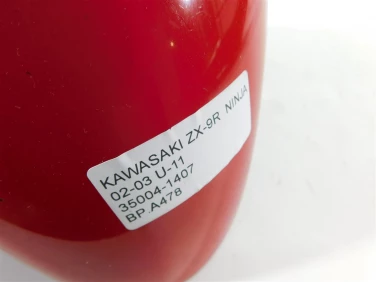 KAWASAKI ZX-9R NINJA
02-03 U-11
35004-1407
BP A478